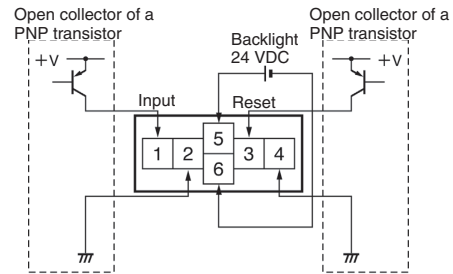 Open collector of a
PNP transistor
Open collector of a
PNP transistor
Backlight
24 VDC
+V
+V
Input
Reset
5
1 2 3 4
6